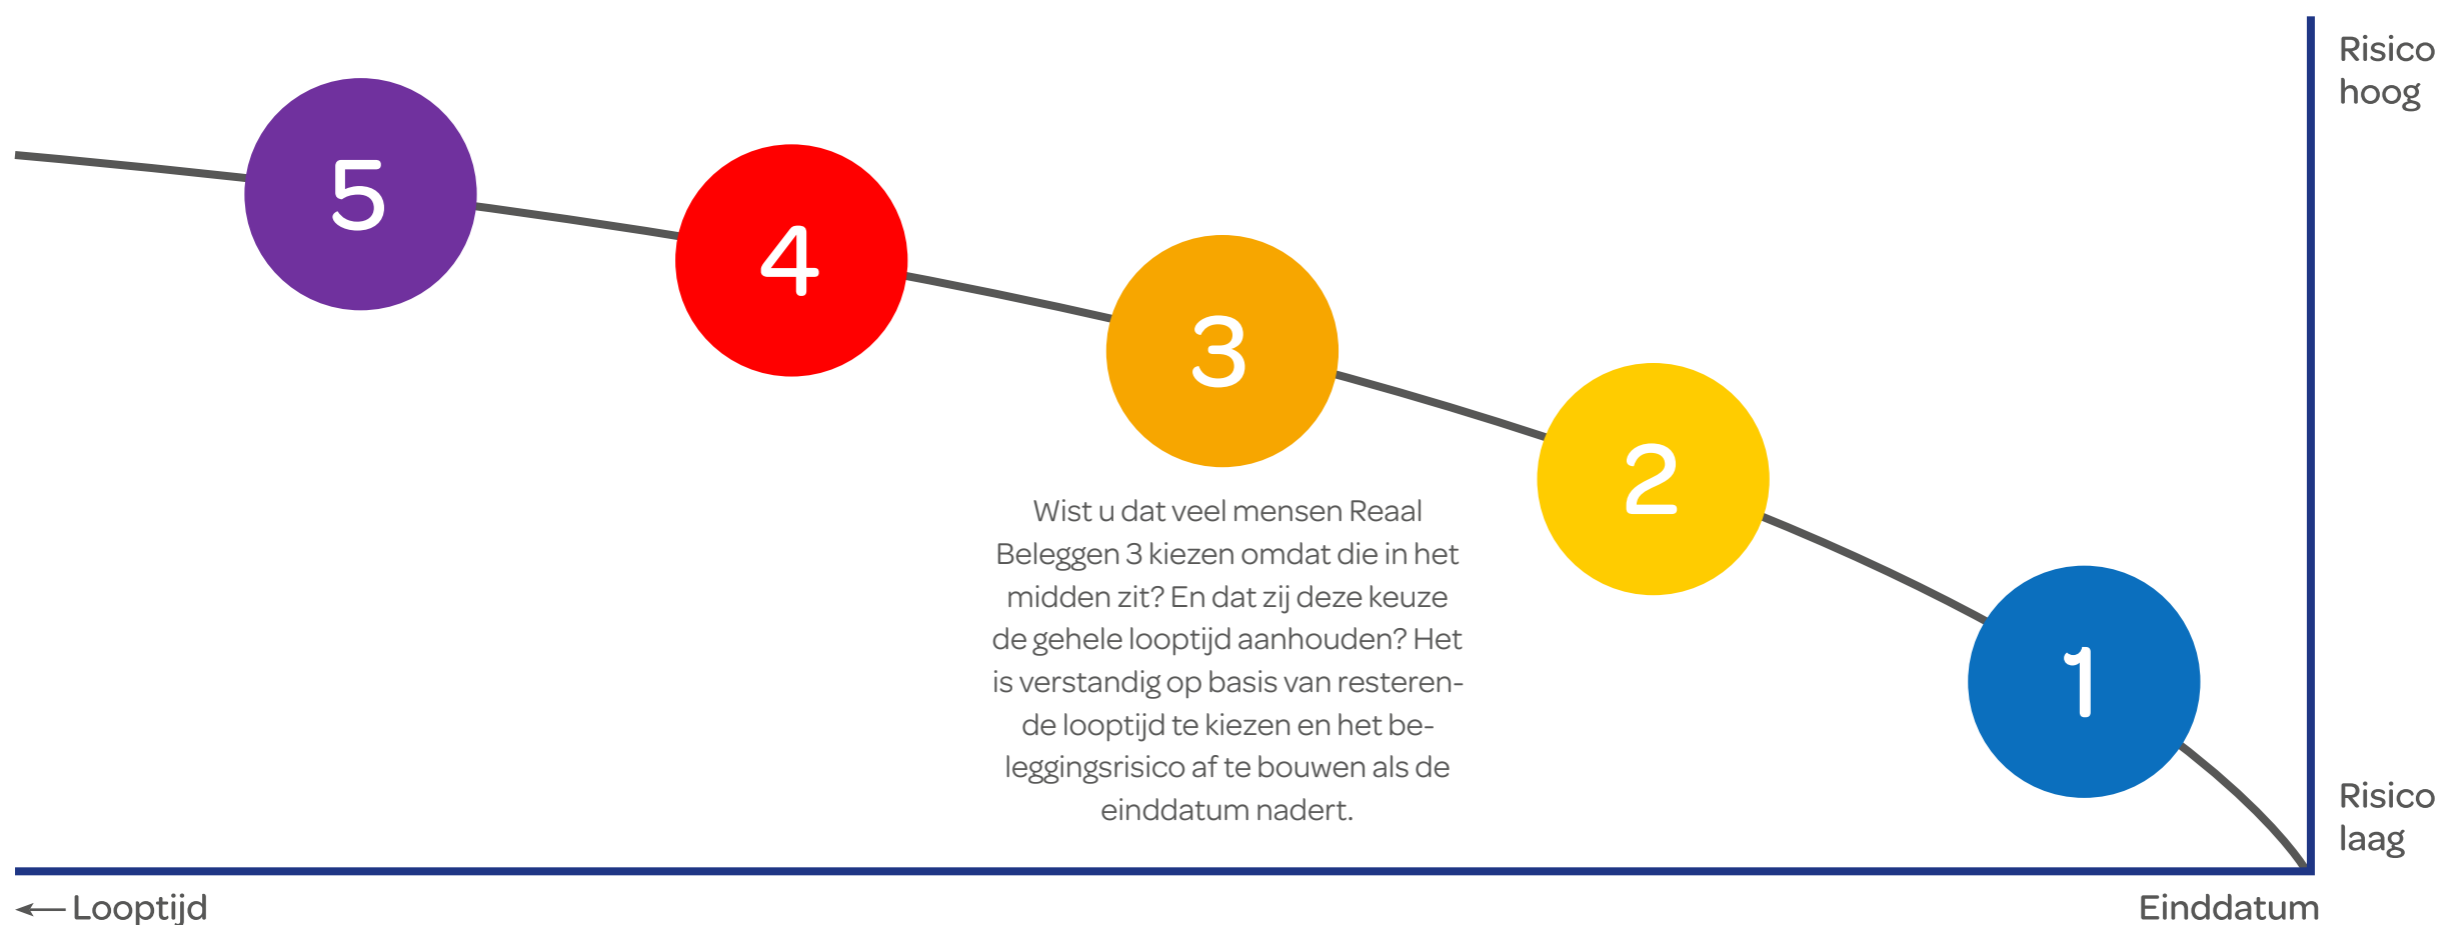 Risico
hoog
5
4
3
2
1
Wist u dat veel mensen Reaal
Beleggen 3 kiezen omdat die in het
midden zit? En dat zij deze keuze
de gehele looptijd aanhouden? Het
is verstandig op basis van resteren-
de looptijd te kiezen en het be-
leggingsrisico af te bouwen als de
einddatum nadert.
Risico
laag
Looptijd
Einddatum